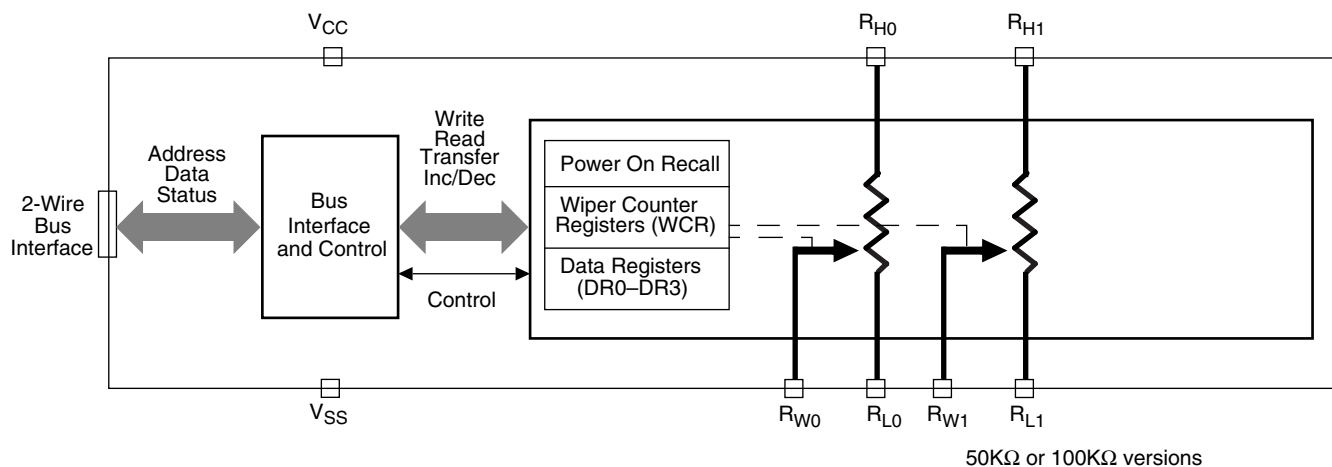 VCC
RH0
RH1
Address
Data
Status
Write
Read
Transfer
Inc/Dec
2-Wire
Bus
Interface
Bus
Interface
and Control
Power On Recall
Wiper Counter
Registers (WCR)
Data Registers
(DR0–DR3)
Control
VSS
RW0
RL0
RW1
RL1
50KΩ or 100KΩ versions